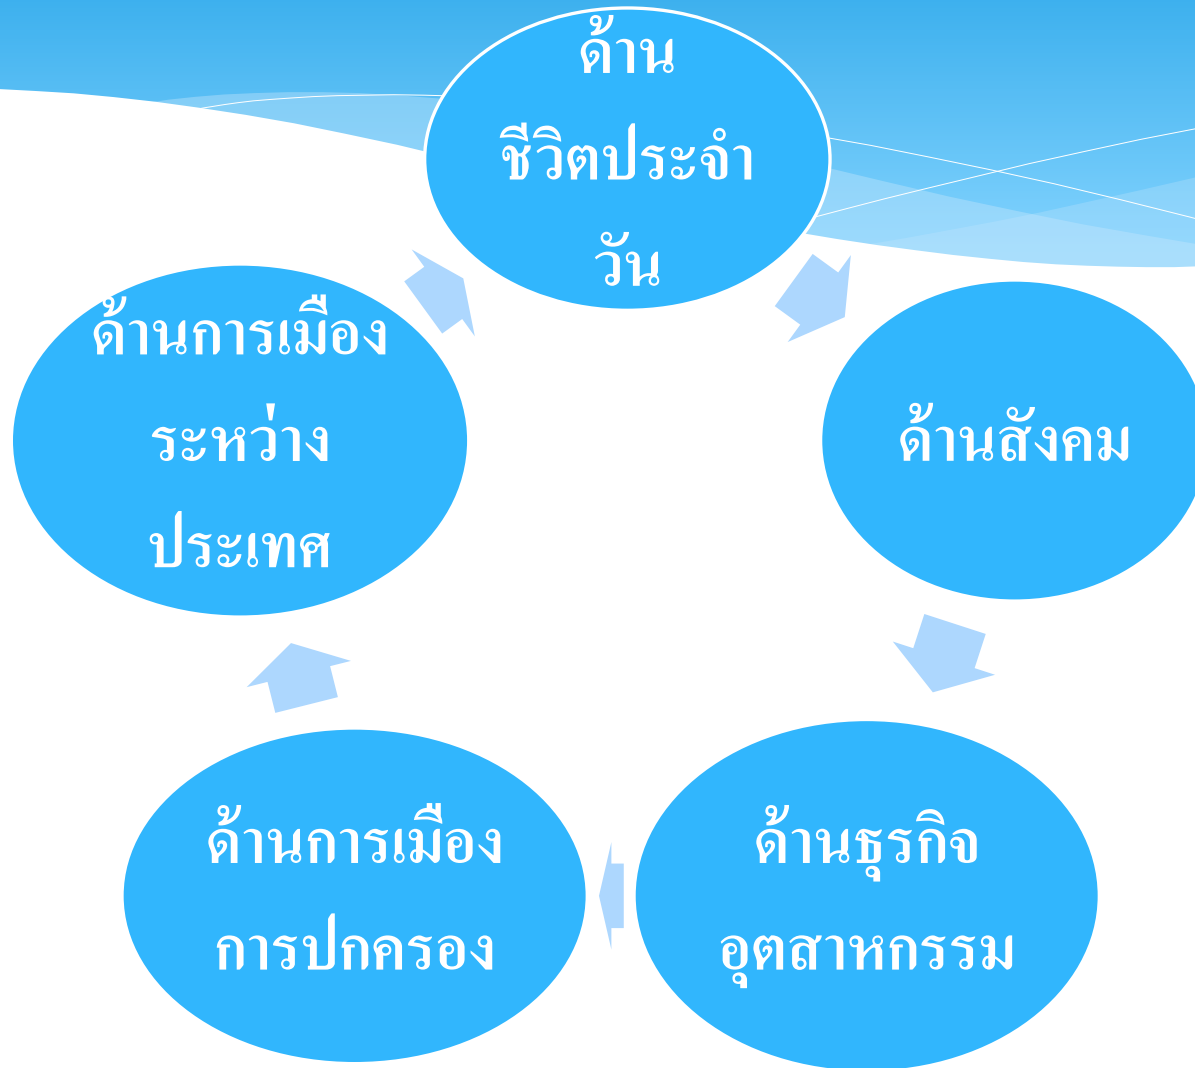 ด้าน
ชีวิตประจำ
วัน
ด้านสังคม
ด้านธุรกิจ
อุตสาหกรรม
ด้านการเมือง
การปกครอง
ด้านการเมือง
ระหว่าง
ประเทศ